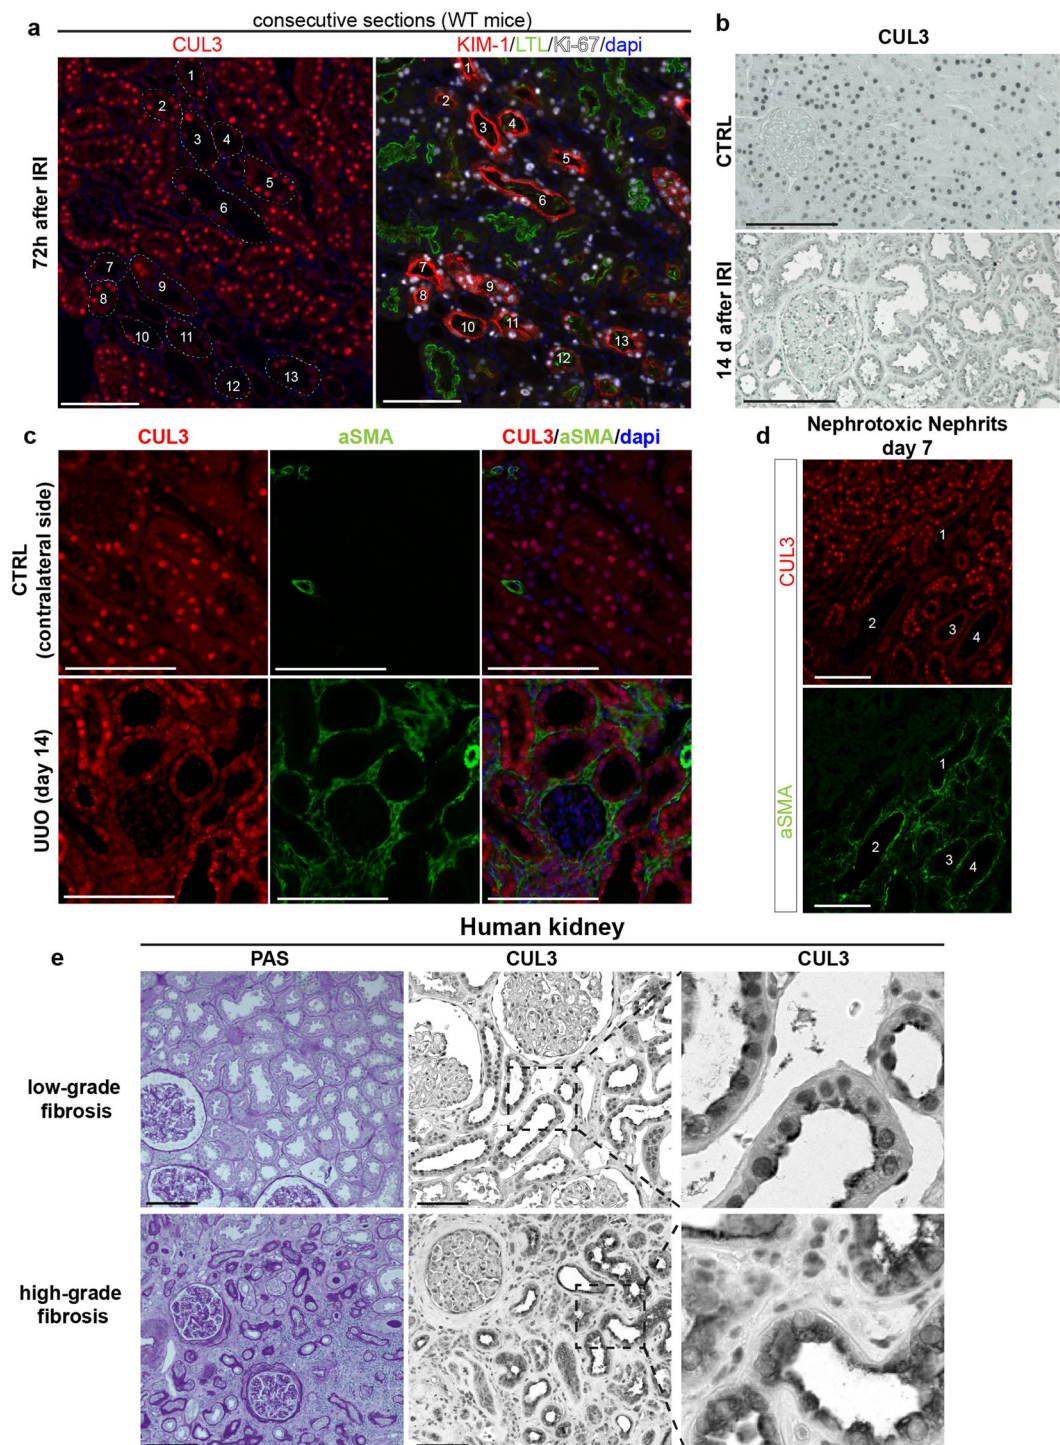 consecutive sections (WT mice)
a
CUL3
KIM-1/LTL/Ki-67/dapi
72h after IRI
1
2
3
4
5
6
7
8
9
10
11
12
13
1
2
3
4
5
6
7
8
9
10
11
12
13
b
CUL3
CTRL
14 d after IRI
c
CUL3
aSMA
CUL3/aSMA/dapi
CTRL
(contralateral side)
UUO (day 14)
d
Nephrotoxic Nephrits
day 7
CUL3
1
2
3
4
aSMA
1
2
3
4
Human kidney
e
PAS
CUL3
CUL3
low-grade
fibrosis
high-grade
fibrosis